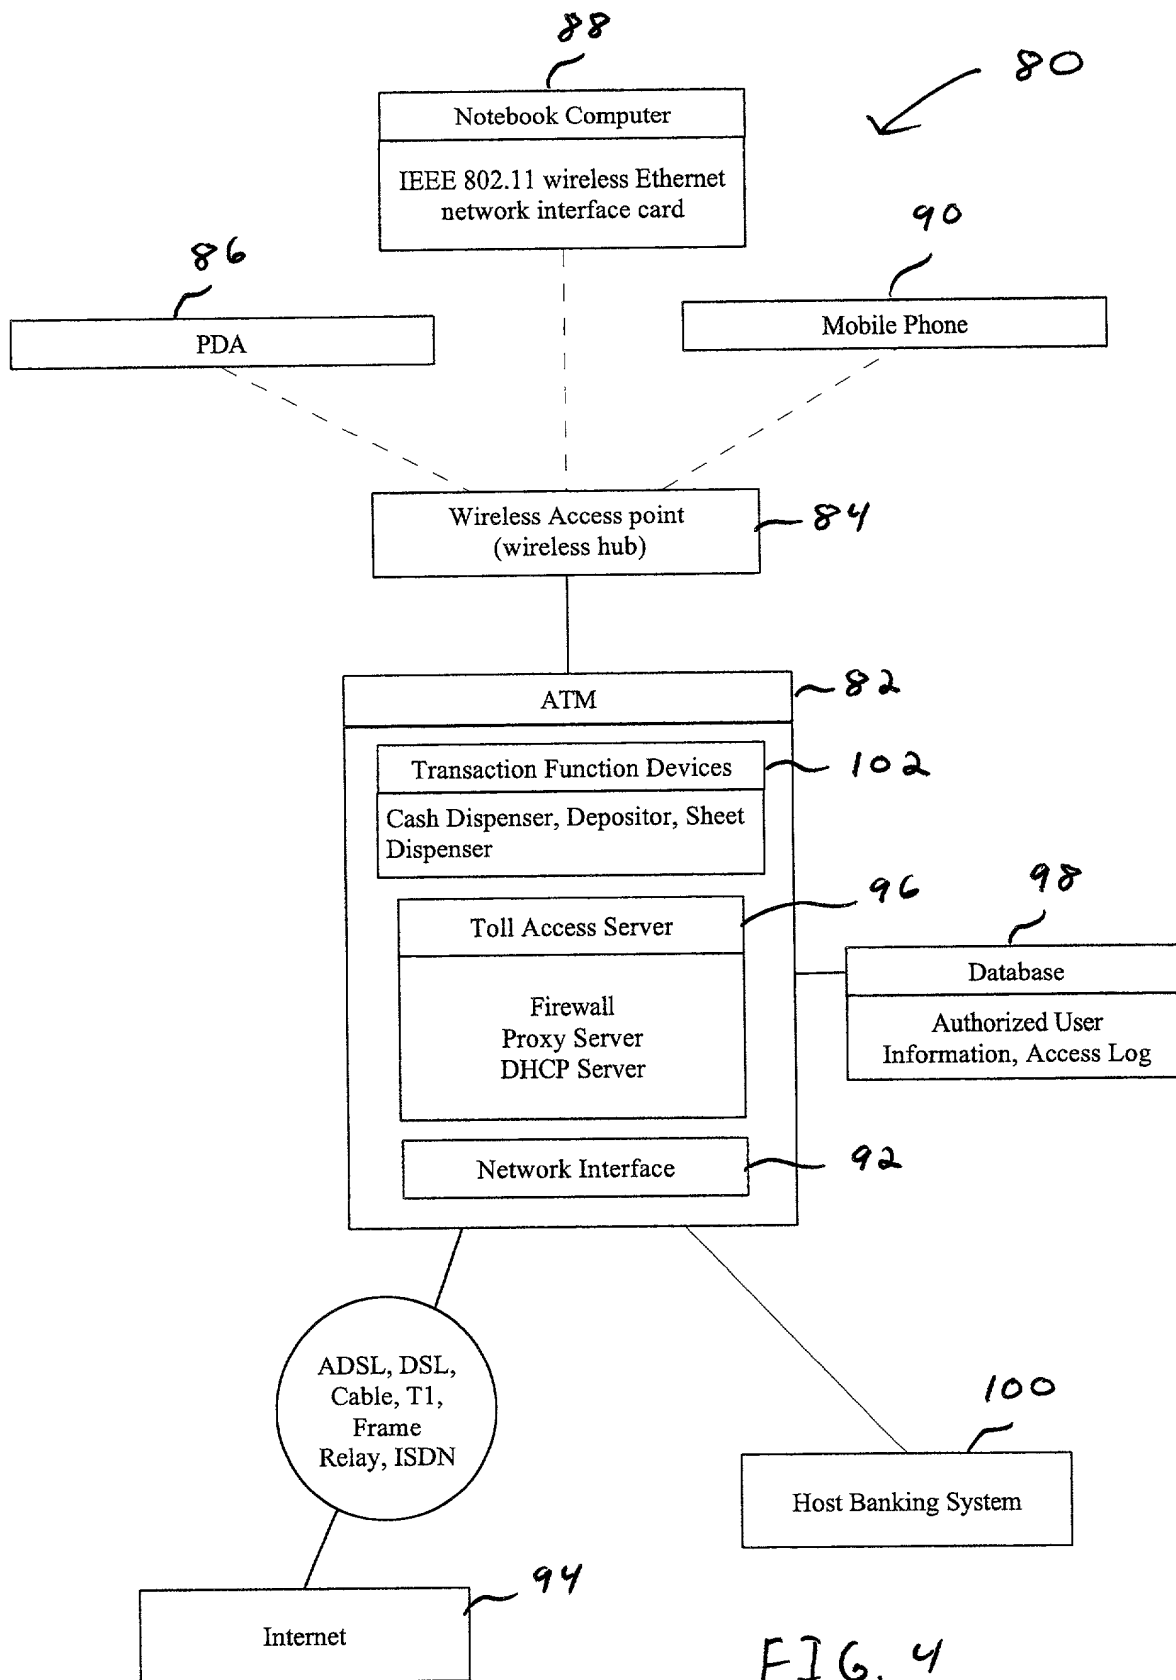 88
80
Notebook Computer
IEEE 802.11 wireless Ethernet
network interface card
90
86
Mobile Phone
PDA
Wireless Access point
(wireless hub)
84
ATM
82
Transaction Function Devices
102
Cash Dispenser, Depositor, Sheet
Dispenser
96
98
Toll Access Server
Database
Firewall
Proxy Server
DHCP Server
Authorized User
Information, Access Log
Network Interface
92
ADSL, DSL,
Cable, T1,
Frame
Relay, ISDN
100
Host Banking System
94
Internet
FIG. 4